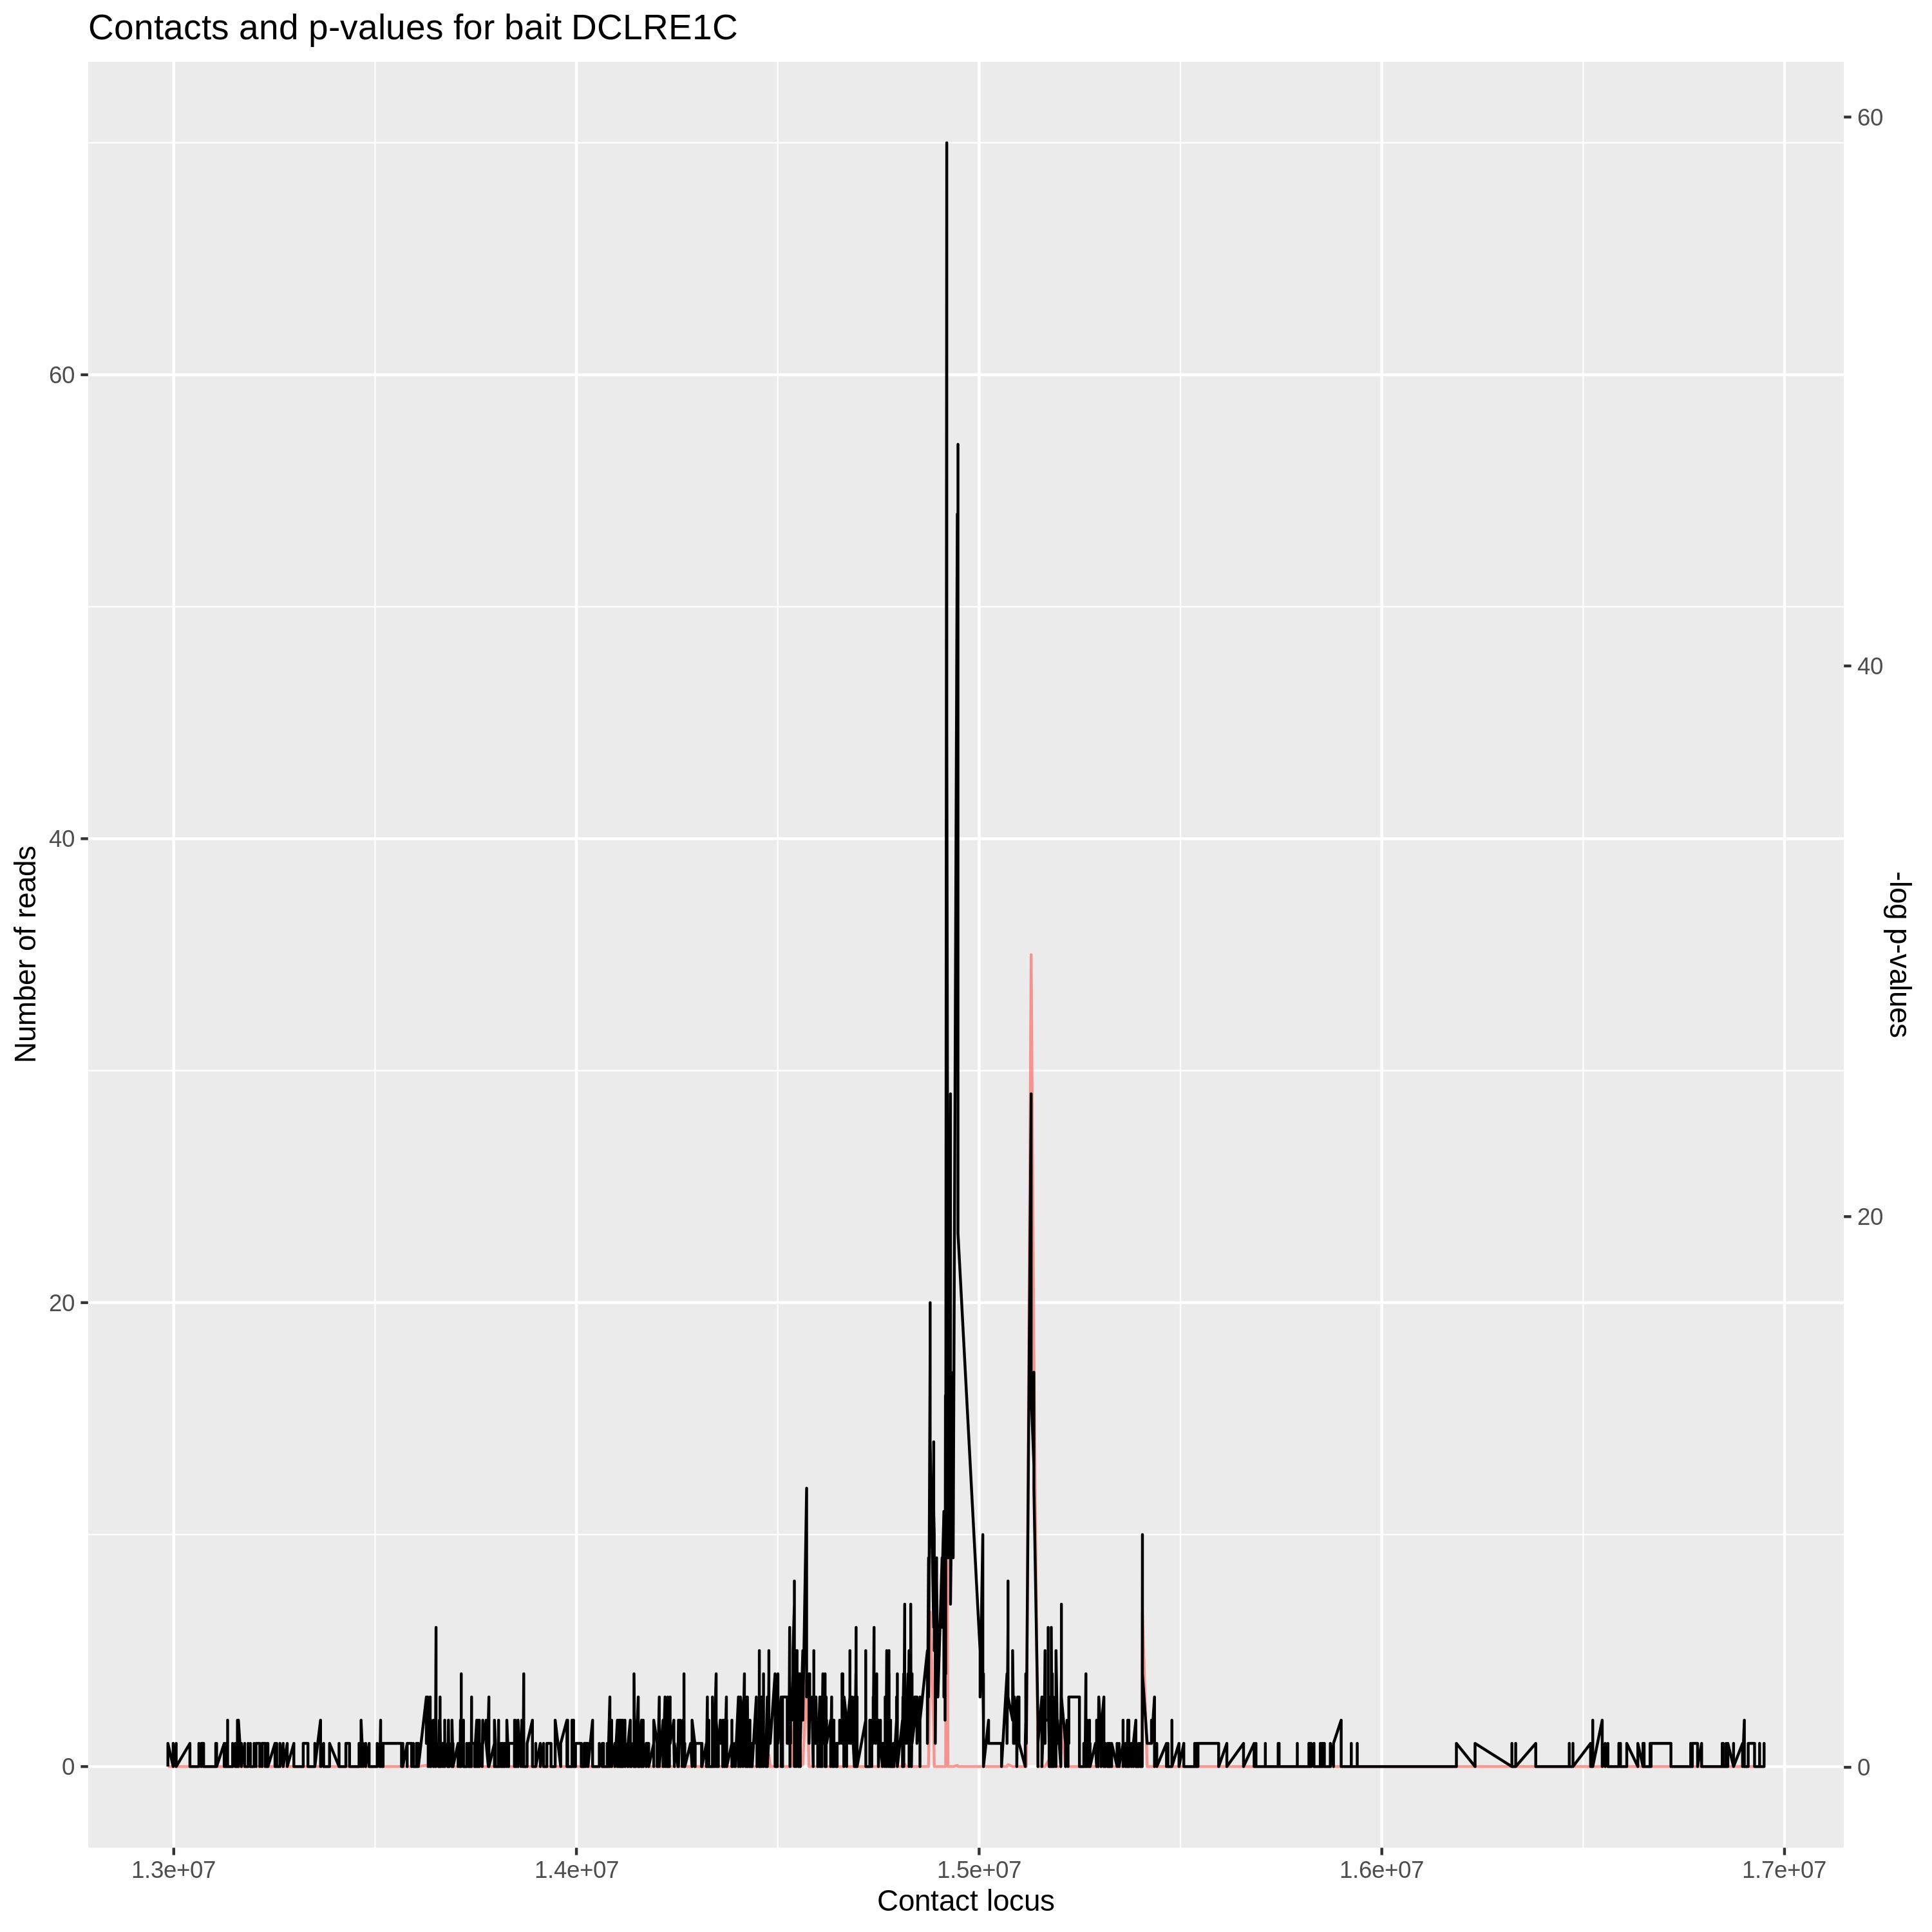 Contacts and p-values for bait DCLRE1C
Number of reads
60
40
20
0
60
40
20
0
-log p-values
1.3e+07
1.4e+07
1.5e+07
1.6e+07
1.7e+07
Contact locus